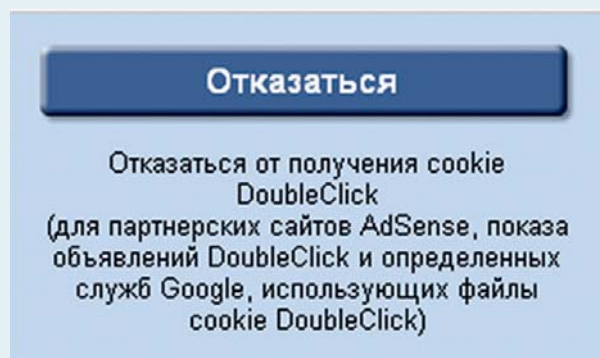 Отказаться
Отказаться от получения cookie
DoubleClick
(для партнерских сайтов AdSense, показа
объявлений DoubleClick и определенных
служб Google, использующих файлы
cookie DoubleClick)